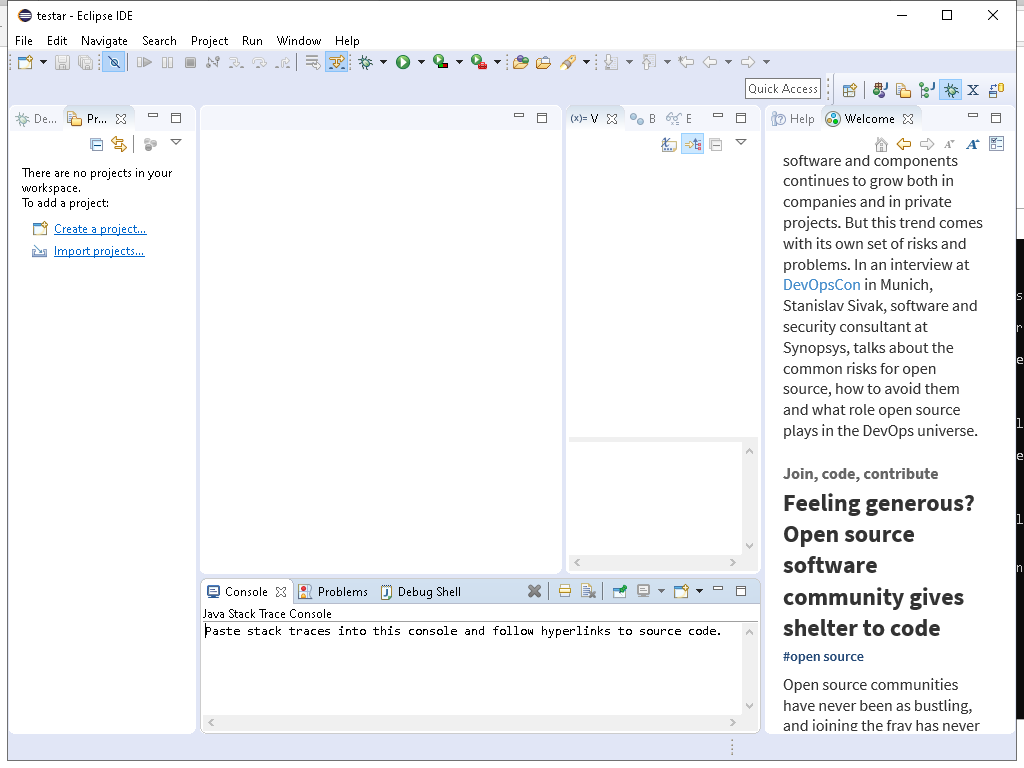 testar - Eclipse IDE
File Edit Navigate Search Project Run Window Help
Quick Access
De...
Pr...
There are no projects in your
workspace.
To add a project:
Create a project...
Import projects...
(x)= V
B
E
Help
Welcome
software and components
continues to grow both in
companies and in private
projects. But this trend comes
with its own set of risks and
problems. In an interview at
DevOpsCon in Munich,
Stanislav Sivak, software and
security consultant at
Synopsys, talks about the
common risks for open
source, how to avoid them
and what role open source
plays in the DevOps universe.
Join, code, contribute
Feeling generous?
Open source
software
community gives
shelter to code
#open source
Open source communities
have never been as bustling,
and joining the fray has never
Console
Problems
Debug Shell
Java Stack Trace Console
Paste stack traces into this console and follow hyperlinks to source code.